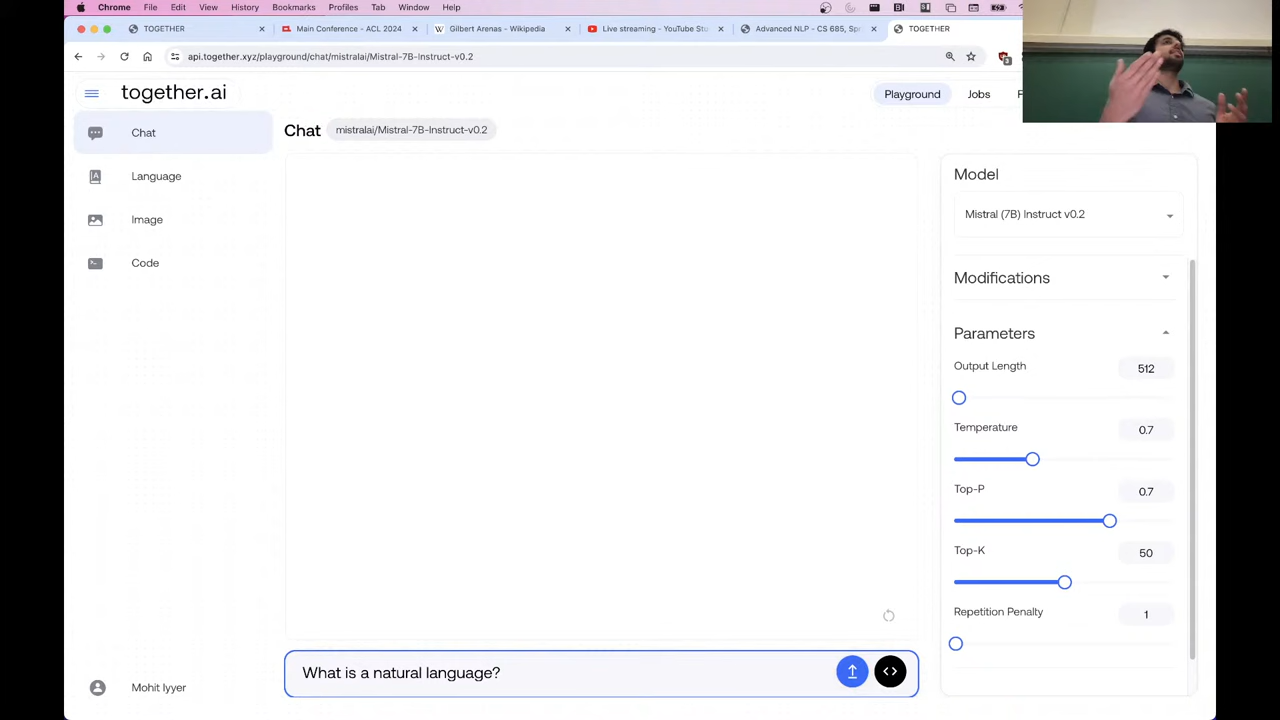 Chrome File Edit View History Bookmarks Profiles Tab Window Help
TOGETHER
Main Conference - ACL 2024
Gilbert Arenas - Wikipedia
Live streaming - YouTube Stu
Advanced NLP - CS 685, Spr
TOGETHER
api.together.xyz/playground/chat/mistralai/Mistral-7B-Instruct-v0.2
3
together.ai
Playground Jobs F
Chat
Language
Image
Code
Mohit Iyyer
Chat mistralai/Mistral-7B-Instruct-v0.2
What is a natural language?
Model
Mistral (7B) Instruct v0.2
Modifications
Parameters
Output Length 512
Temperature 0.7
Top-P 0.7
Top-K 50
Repetition Penalty 1